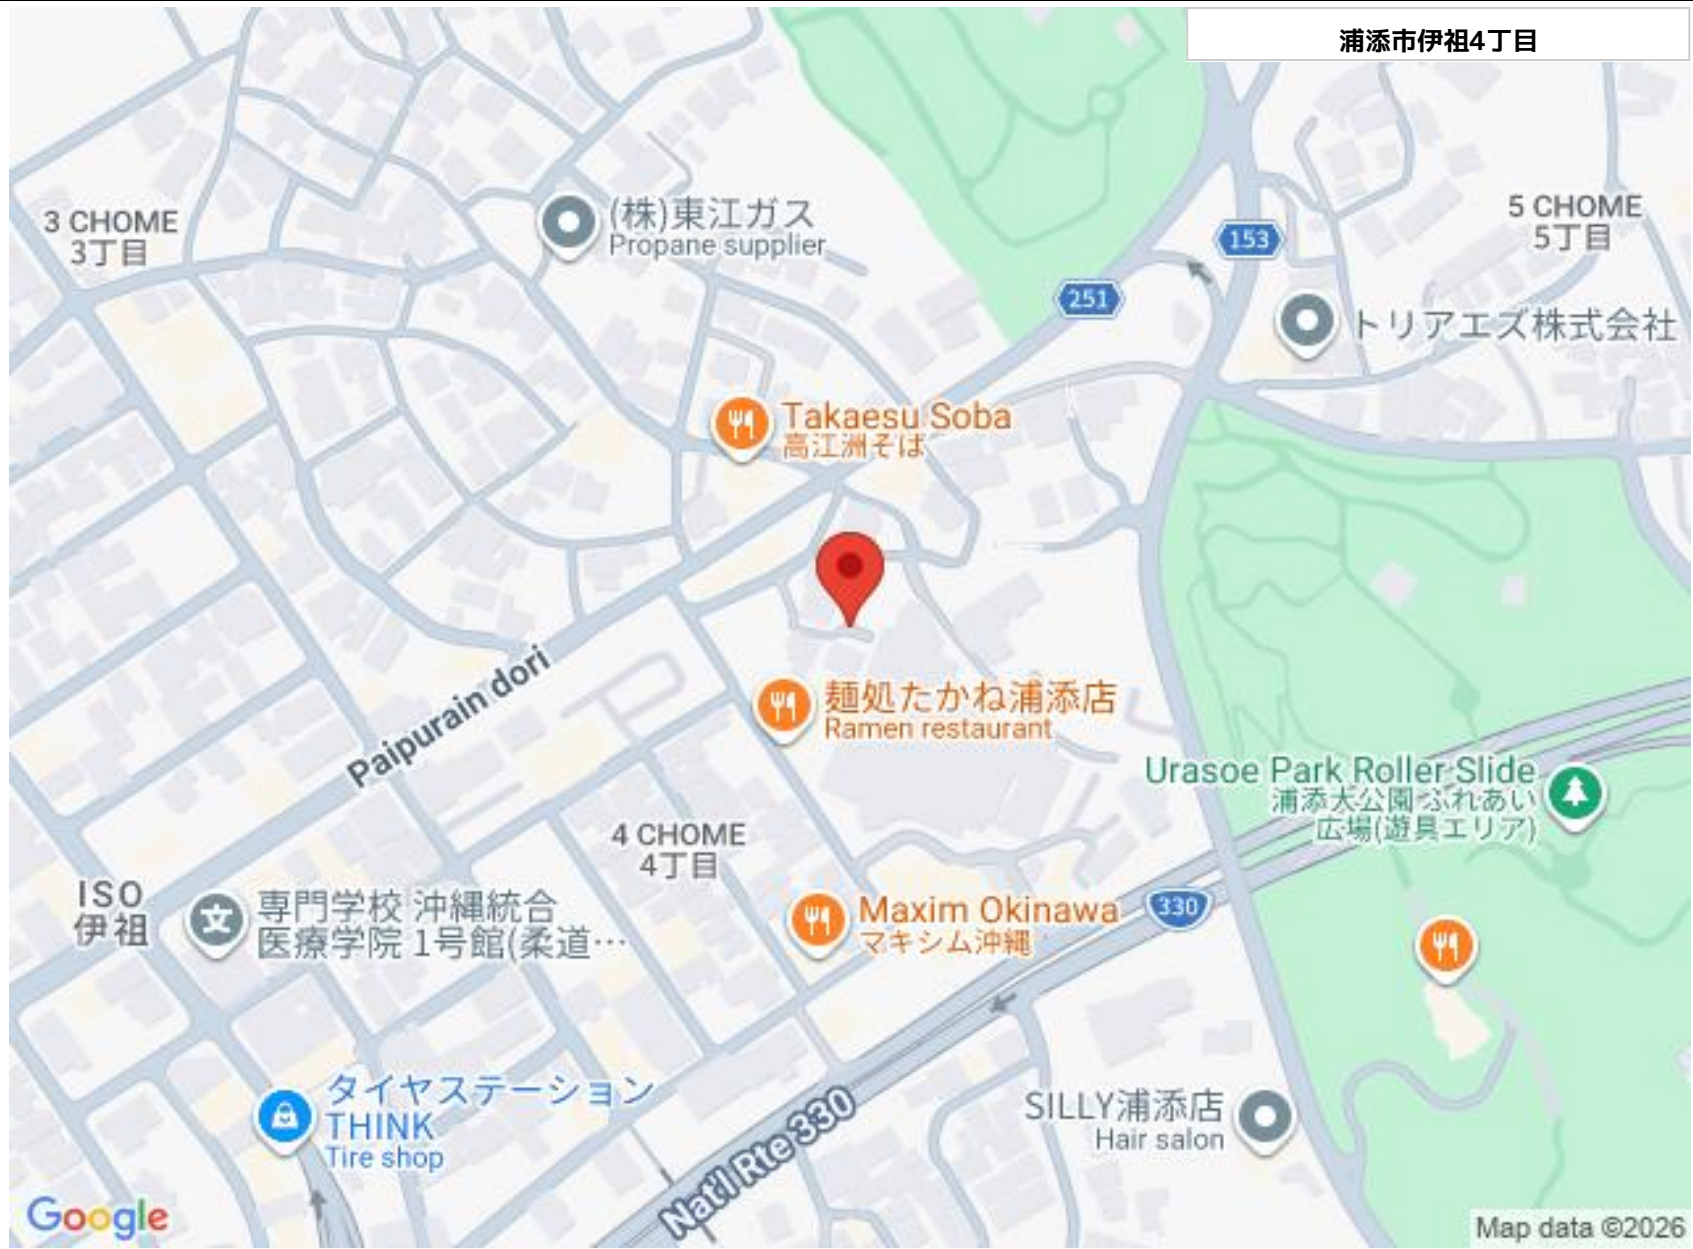 浦添市伊祖4丁目
3 CHOME
3丁目
(株)東江ガス
Propane supplier
5 CHOME
5丁目
153
251
トリアエズ株式会社
Takaesu Soba
高江洲そば
Paipurain dori
麺処たかね浦添店
Ramen restaurant
Urasoe Park Roller Slide
浦添大公園 ふれあい
広場(遊具エリア)
4 CHOME
4丁目
ISO
伊祖
専門学校 沖縄統合
医療学院 1号館(柔道…
Maxim Okinawa
マキシム沖縄
330
タイヤステーション
THINK
Tire shop
Nat'l Rte 330
SILLY浦添店
Hair salon
Google
Map data ©2026